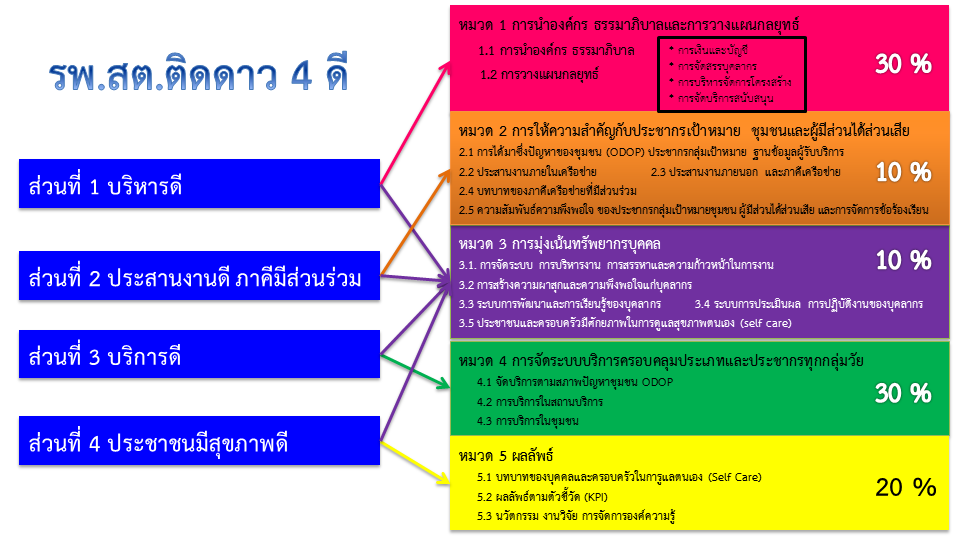 รพ.สต.ติดดาว 4 ดี
ส่วนที่ 1 บริหารดี
ส่วนที่ 2 ประสานงานดี ภาคีมีส่วนร่วม
ส่วนที่ 3 บริการดี
ส่วนที่ 4 ประชาชนมีสุขภาพดี
หมวด 1 การนำองค์กร ธรรมาภิบาลและการวางแผนกลยุทธ์
1.1 การนำองค์กร ธรรมาภิบาล
1.2 การวางแผนกลยุทธ์
* การเงินและบัญชี
* การจัดสรรบุคลากร
* การบริหารจัดการโครงสร้าง
* การจัดบริการสนับสนุน
30 %
หมวด 2 การให้ความสำคัญกับประชากรเป้าหมาย ชุมชนและผู้มีส่วนได้ส่วนเสีย
2.1 การได้มาซึ่งปัญหาของชุมชน (ODOP) ประชากรกลุ่มเป้าหมาย ฐานข้อมูลผู้รับบริการ
2.2 ประสานงานภายในเครือข่าย 2.3 ประสานงานภายนอก และภาคีเครือข่าย
2.4 บทบาทของภาคีเครือข่ายที่มีส่วนร่วม
2.5 ความสัมพันธ์ความพึงพอใจ ของประชากรกลุ่มเป้าหมายชุมชน ผู้มีส่วนได้ส่วนเสีย และการจัดการข้อร้องเรียน
10 %
หมวด 3 การมุ่งเน้นทรัพยากรบุคคล
3.1. การจัดระบบ การบริหารงาน การสรรหาและความก้าวหน้าในการงาน
3.2 การสร้างความผาสุกและความพึงพอใจแก่บุคลากร
3.3 ระบบการพัฒนาและการเรียนรู้ของบุคลากร 3.4 ระบบการประเมินผล การปฏิบัติงานของบุคลากร
3.5 ประชาชนและครอบครัวมีศักยภาพในการดูแลสุขภาพตนเอง (self care)
10 %
หมวด 4 การจัดระบบบริการครอบคลุมประเภทและประชากรทุกกลุ่มวัย
4.1 จัดบริการตามสภาพปัญหาชุมชน ODOP
4.2 การบริการในสถานบริการ
4.3 การบริการในชุมชน
30 %
หมวด 5 ผลลัพธ์
5.1 บทบาทของบุคคลและครอบครัวในการูแลตนเอง (Self Care)
5.2 ผลลัพธ์ตามตัวชี้วัด (KPI)
5.3 นวัตกรรม งานวิจัย การจัดการองค์ความรู้
20 %